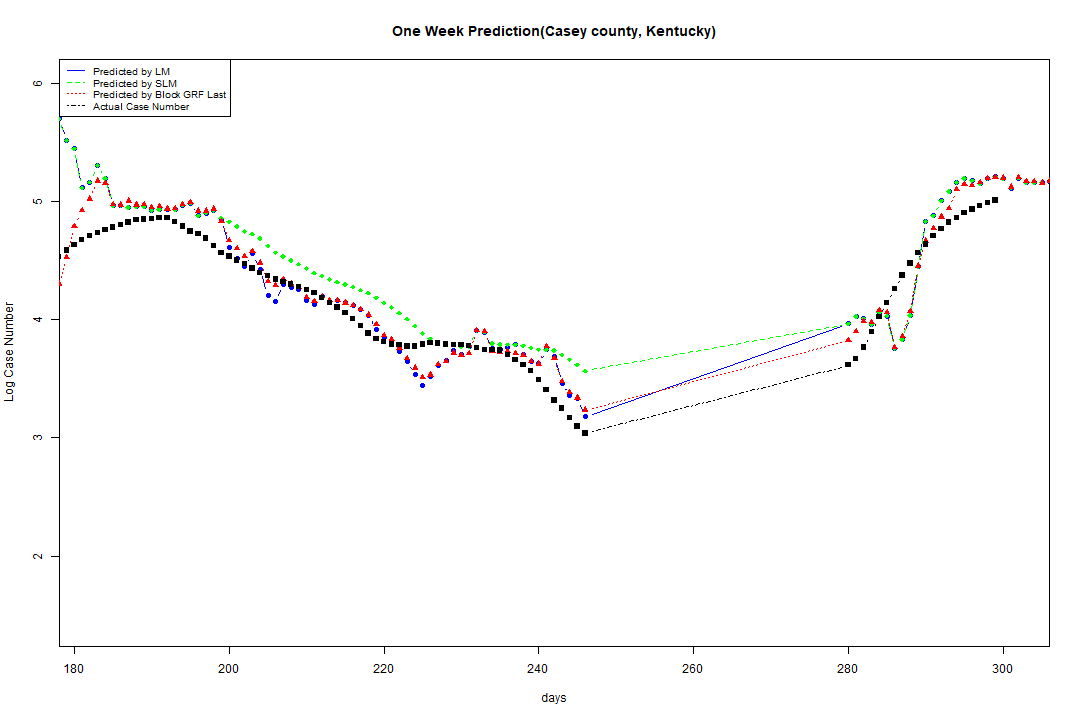 One Week Prediction(Casey county, Kentucky)
Predicted by LM
Predicted by SLM
Predicted by Block GRF Last
Actual Case Number
6
5
4
3
2
Log Case Number
180 200 220 240 260 280 300
days